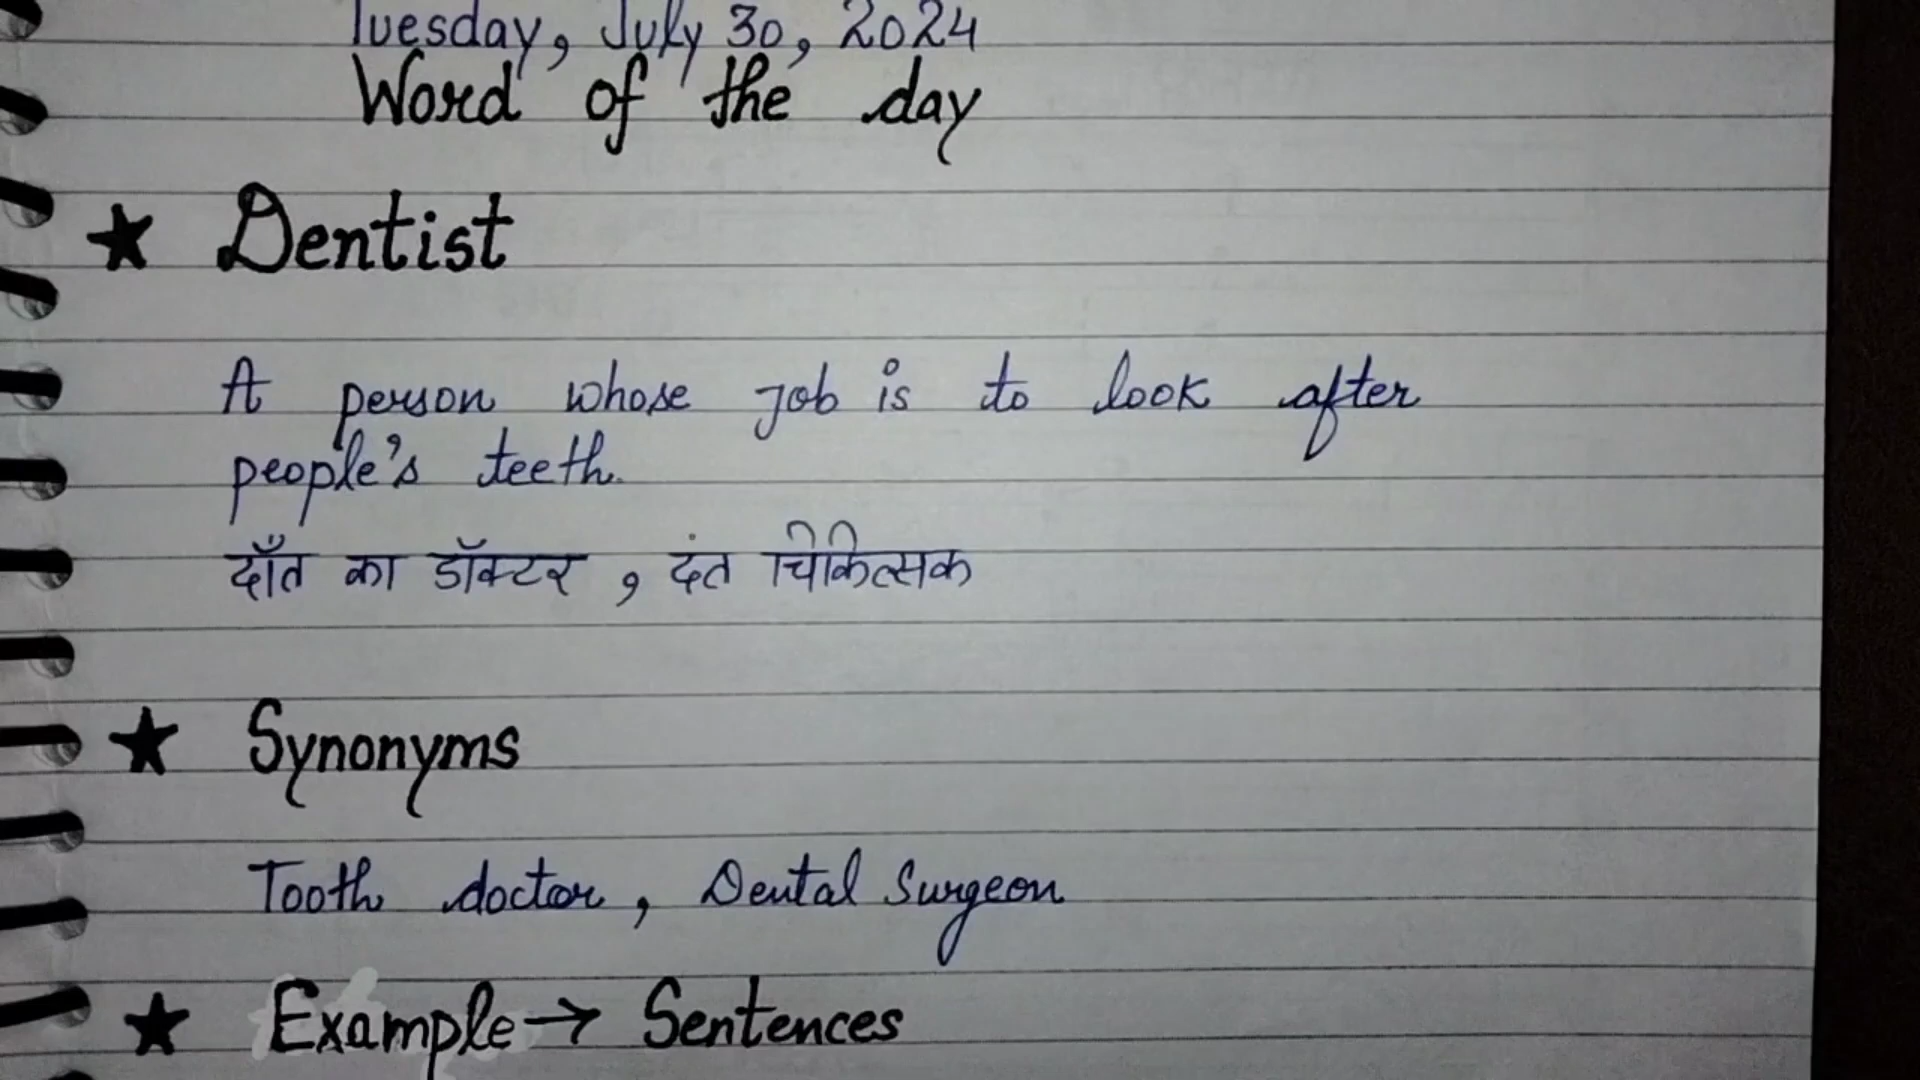 Tuesday, July 30, 2024
Word of the day
★ Dentist
A person whose job is to look after
people's teeth.
दाँत का डॉक्टर , दंत चिकित्सक
★ Synonyms
Tooth doctor, Dental Surgeon
★ Example → Sentences